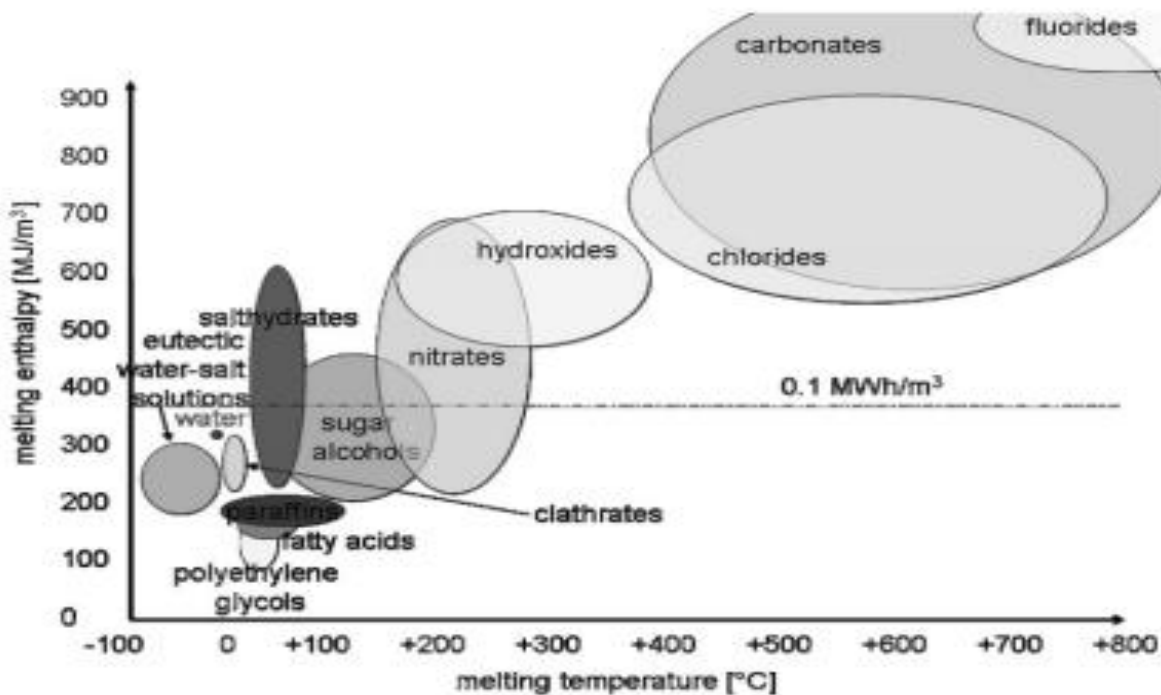 fluorides
carbonates
900
800
700
600
500
400
300
200
100
0
melting enthalpy [MJ/m³]
hydroxides
chlorides
salthydrates
eutectic
water-salt
solutions
nitrates
0.1 MWh/m³
water
sugar
alcohols
paraffins
clathrates
fatty acids
polyethylene
glycols
-100 0 +100 +200 +300 +400 +500 +600 +700 +800
melting temperature [°C]